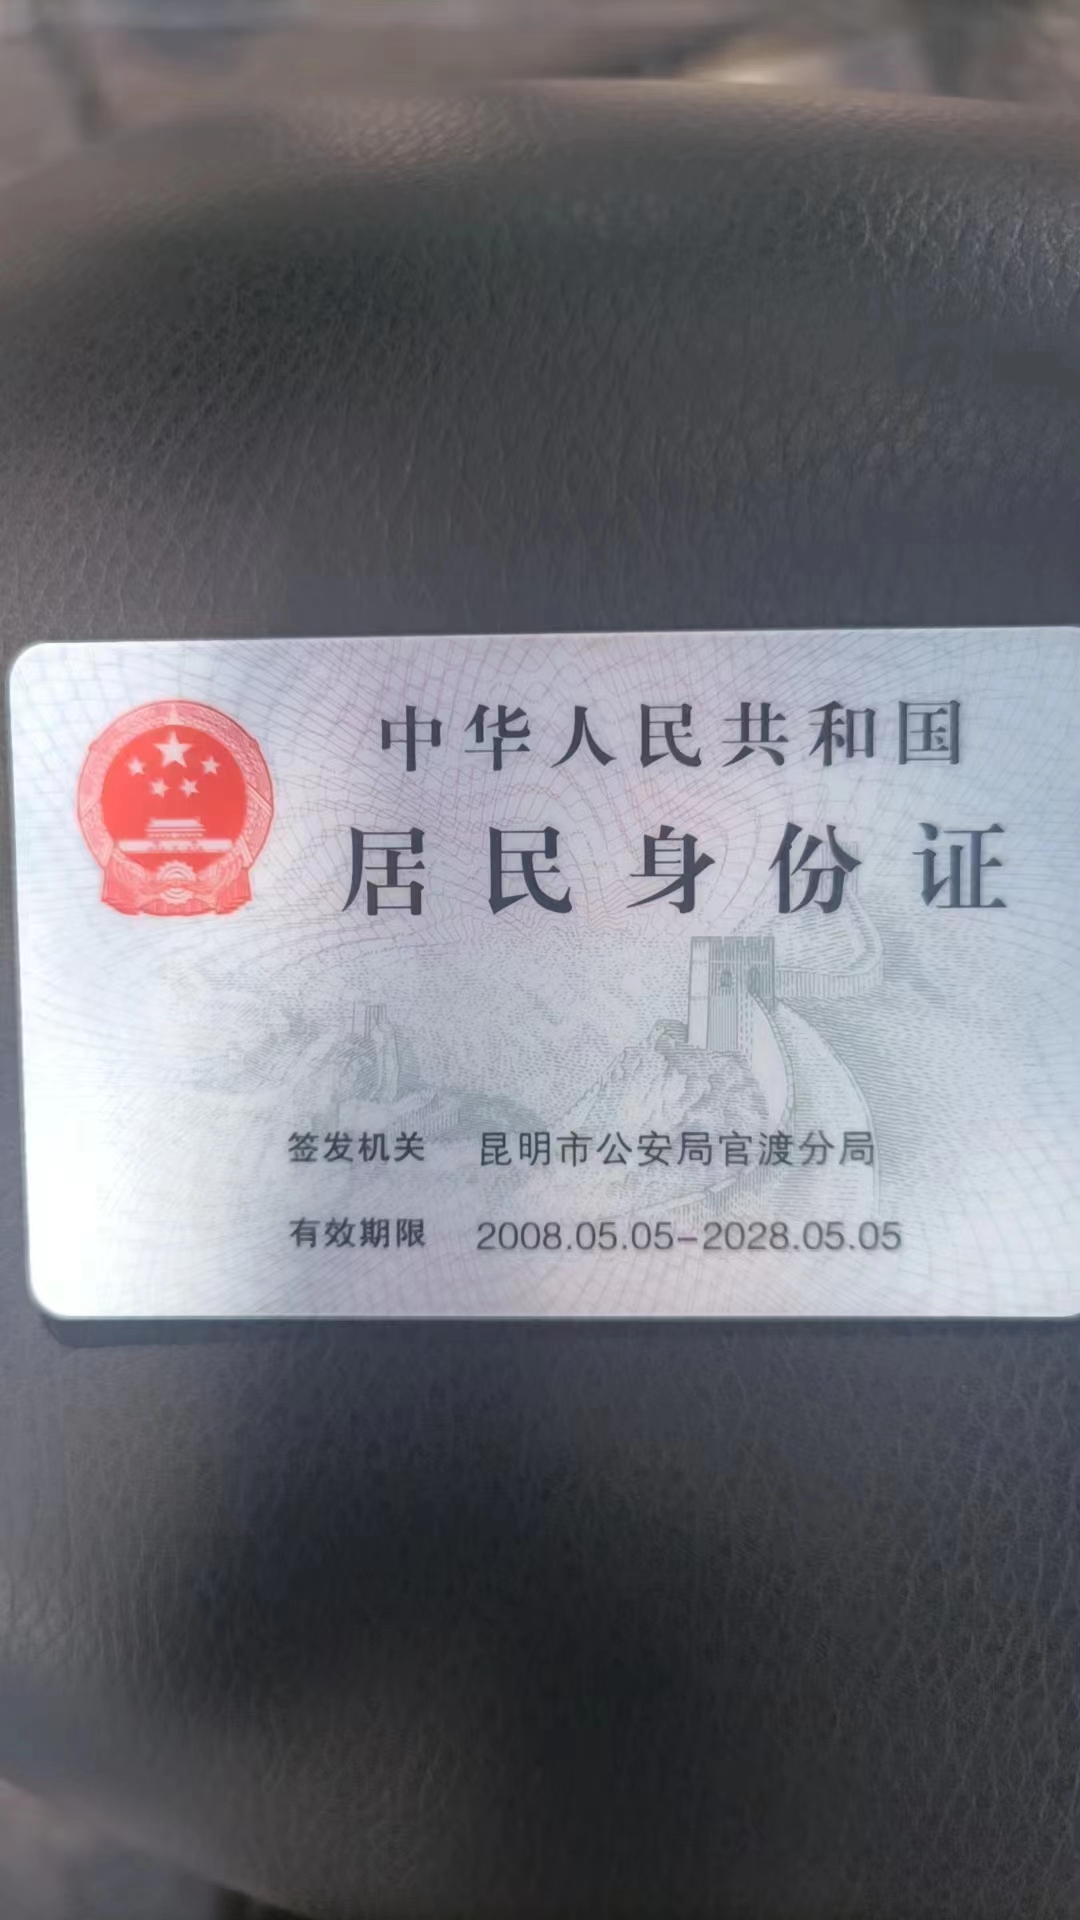 中华人民共和国
居民身份证
签发机关 昆明市公安局官渡分局
有效期限 2008.05.05-2028.05.05